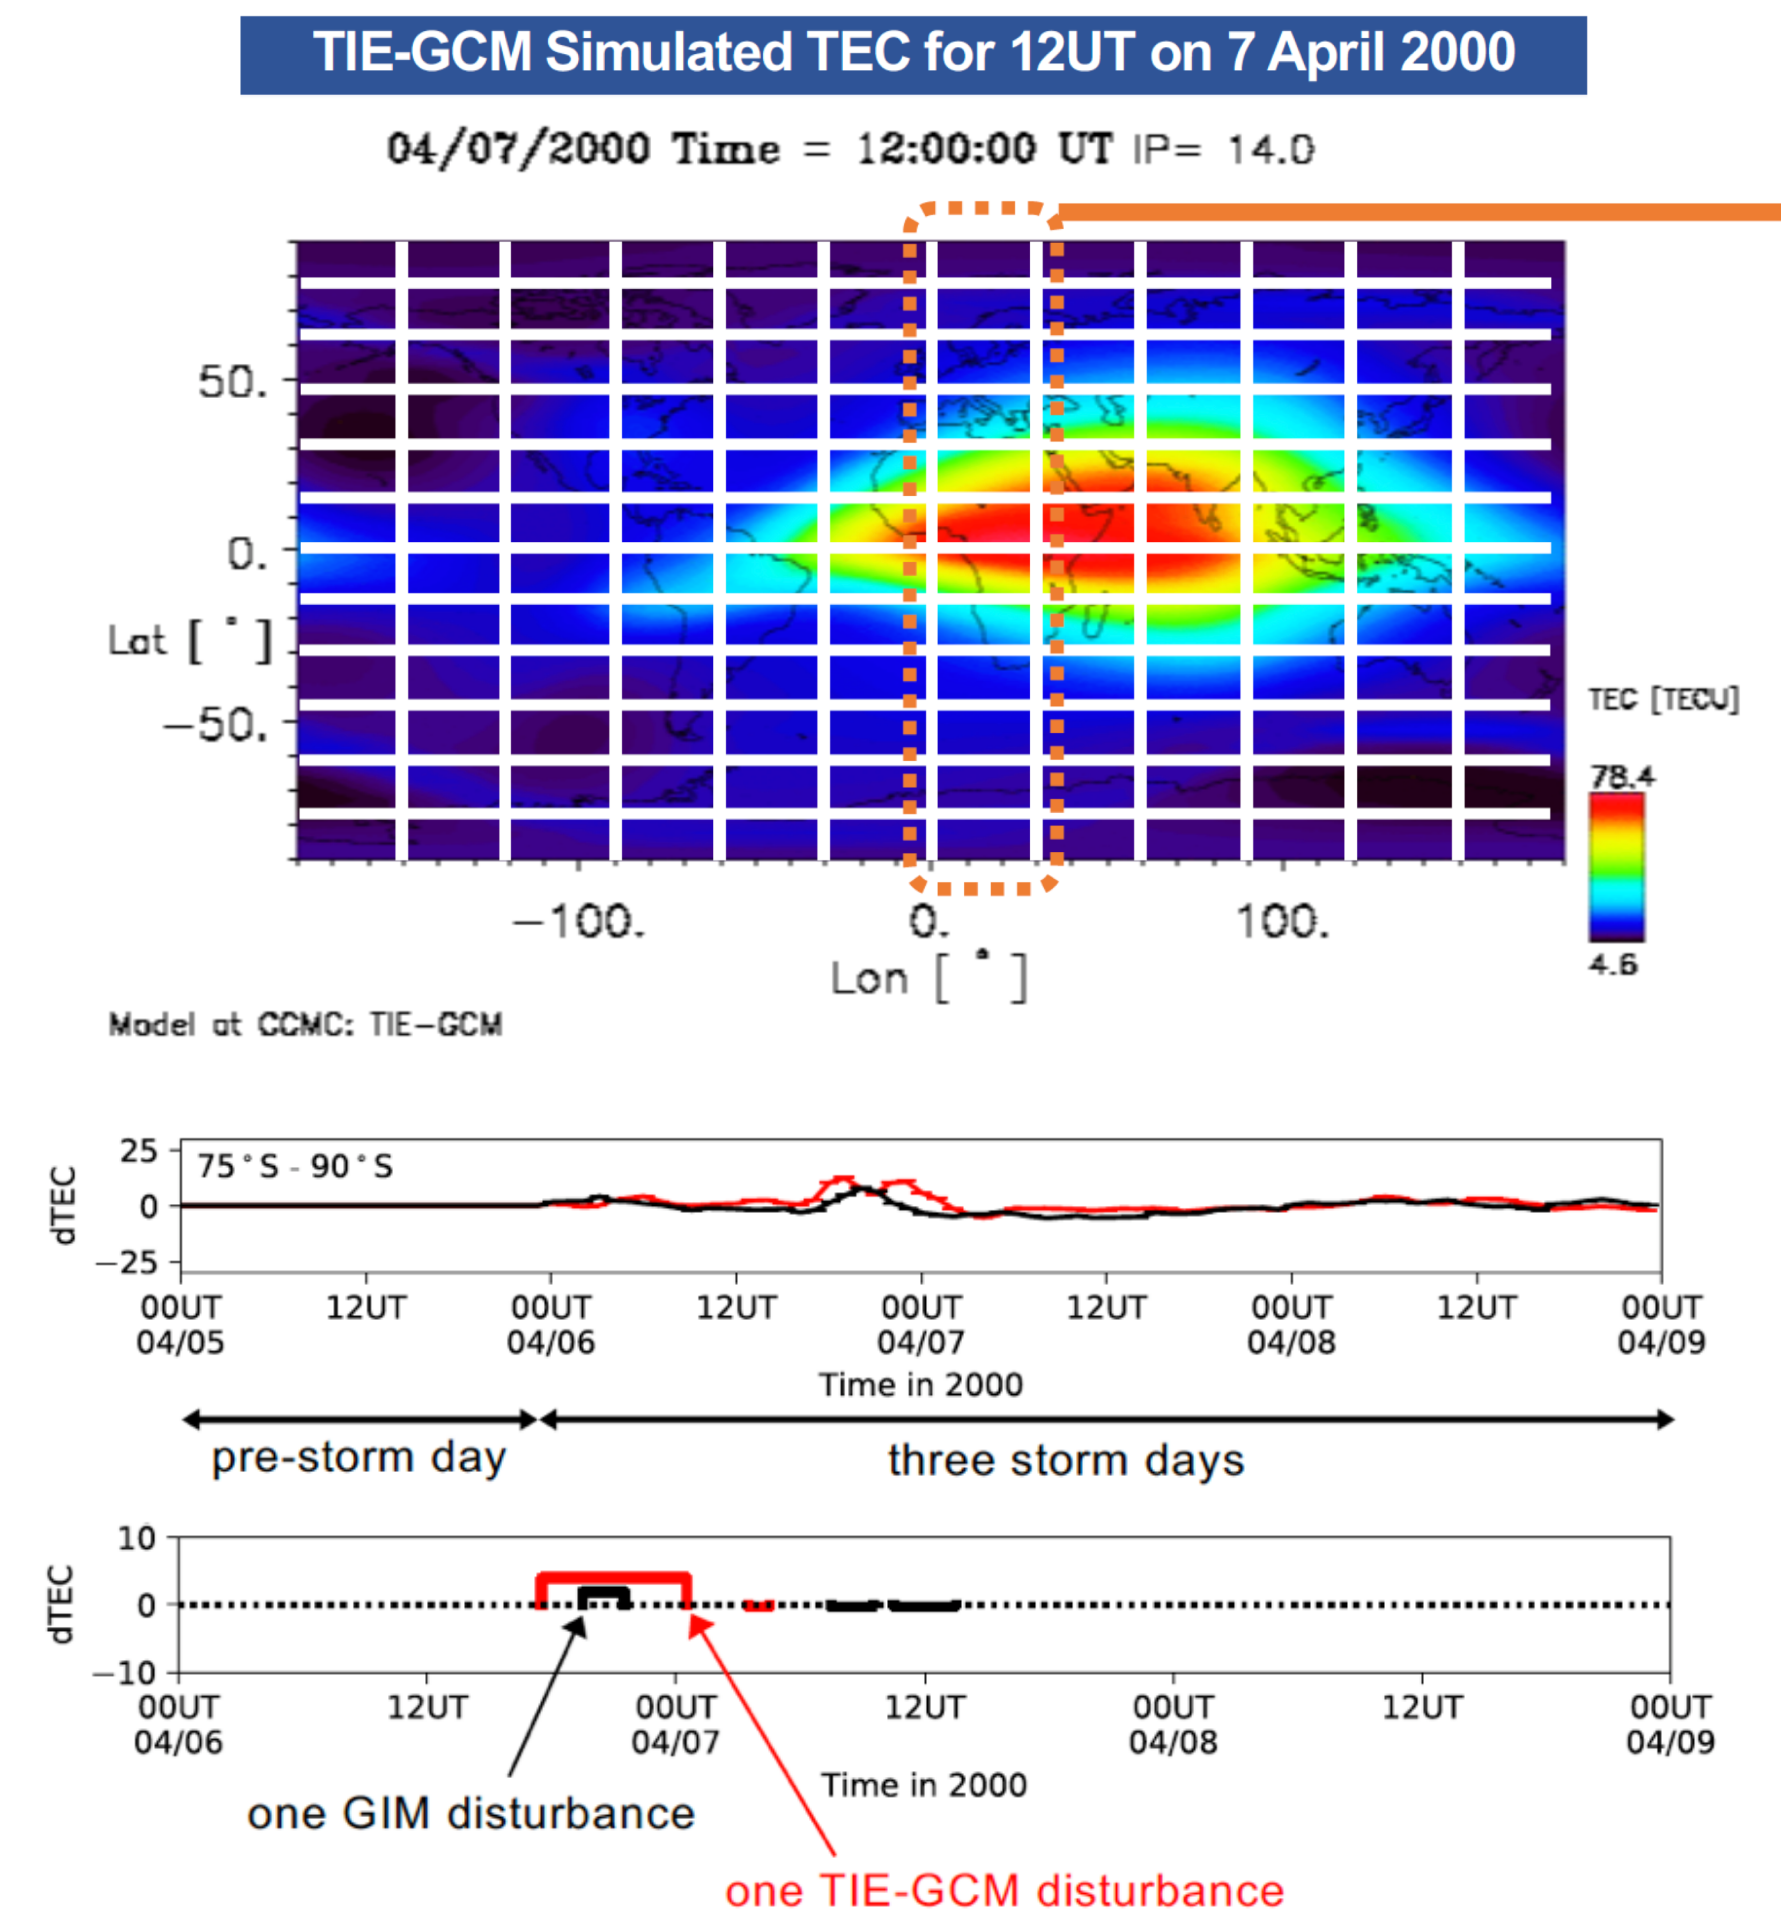 TIE-GCM Simulated TEC for 12UT on 7 April 2000
04/07/2000 Time = 12:00:00 UT IP= 14.0
50.
0.
Lat [ ° ]
−50.
−100. 0. 100.
Lon [ ° ]
TEC [TECU]
78.4
4.6
Model at CCMC: TIE−GCM
25
0
−25
dTEC
75°S - 90°S
00UT 12UT 00UT 12UT 00UT 12UT 00UT 12UT 00UT
04/05 04/06 04/07 04/08 04/09
Time in 2000
pre-storm day three storm days
10
0
−10
dTEC
00UT 12UT 00UT 12UT 00UT 12UT 00UT
04/06 04/07 04/08 04/09
Time in 2000
one GIM disturbance
one TIE-GCM disturbance